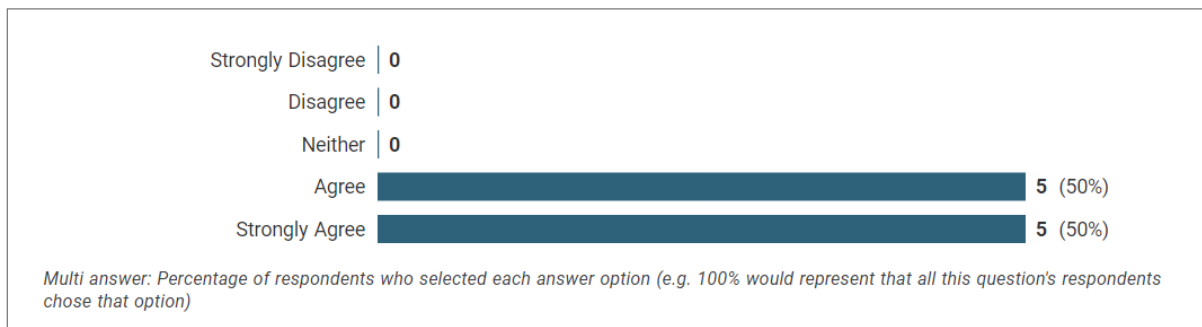 Strongly Disagree 0
Disagree 0
Neither 0
Agree 5 (50%)
Strongly Agree 5 (50%)
Multi answer: Percentage of respondents who selected each answer option (e.g. 100% would represent that all this question's respondents
chose that option)